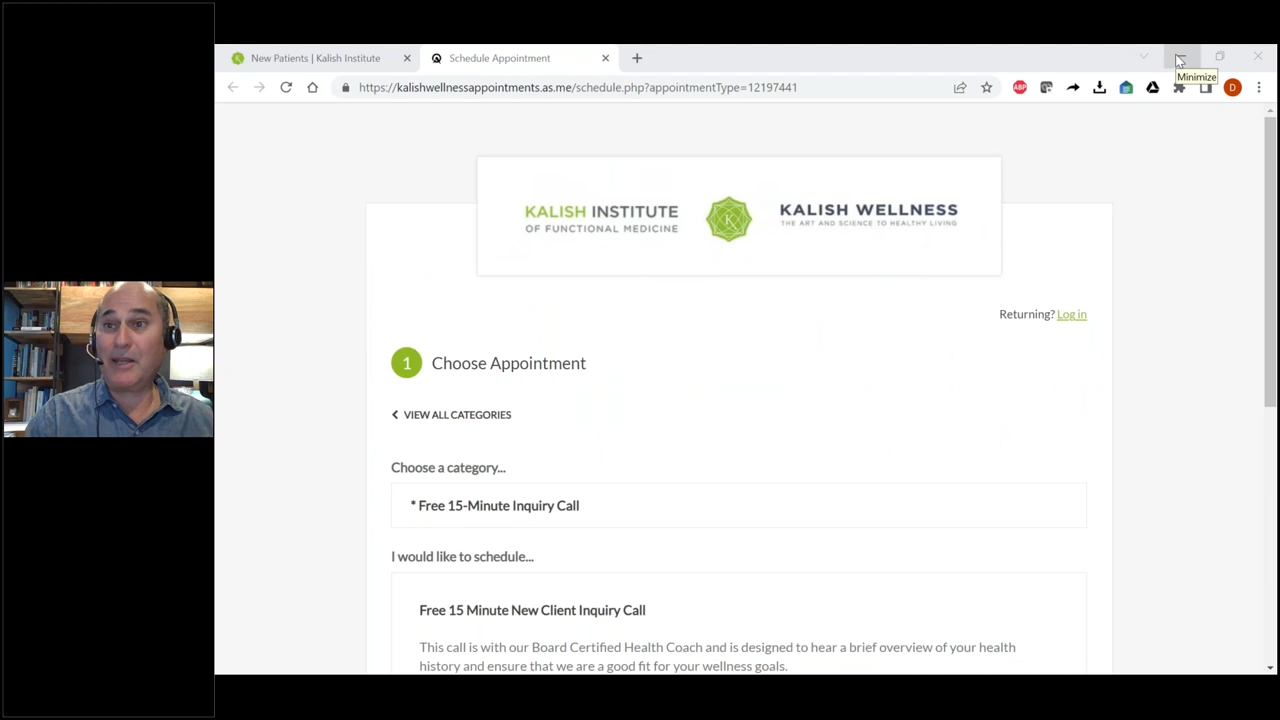 New Patients | Kalish Institute
Schedule Appointment
Minimize
https://kalishwellnessappointments.as.me/schedule.php?appointmentType=12197441
ABP
D
KALISH INSTITUTE
OF FUNCTIONAL MEDICINE
K
KALISH WELLNESS
THE ART AND SCIENCE TO HEALTHY LIVING
Returning? Log in
1 Choose Appointment
VIEW ALL CATEGORIES
Choose a category...
* Free 15-Minute Inquiry Call
I would like to schedule...
Free 15 Minute New Client Inquiry Call
This call is with our Board Certified Health Coach and is designed to hear a brief overview of your health
history and ensure that we are a good fit for your wellness goals.